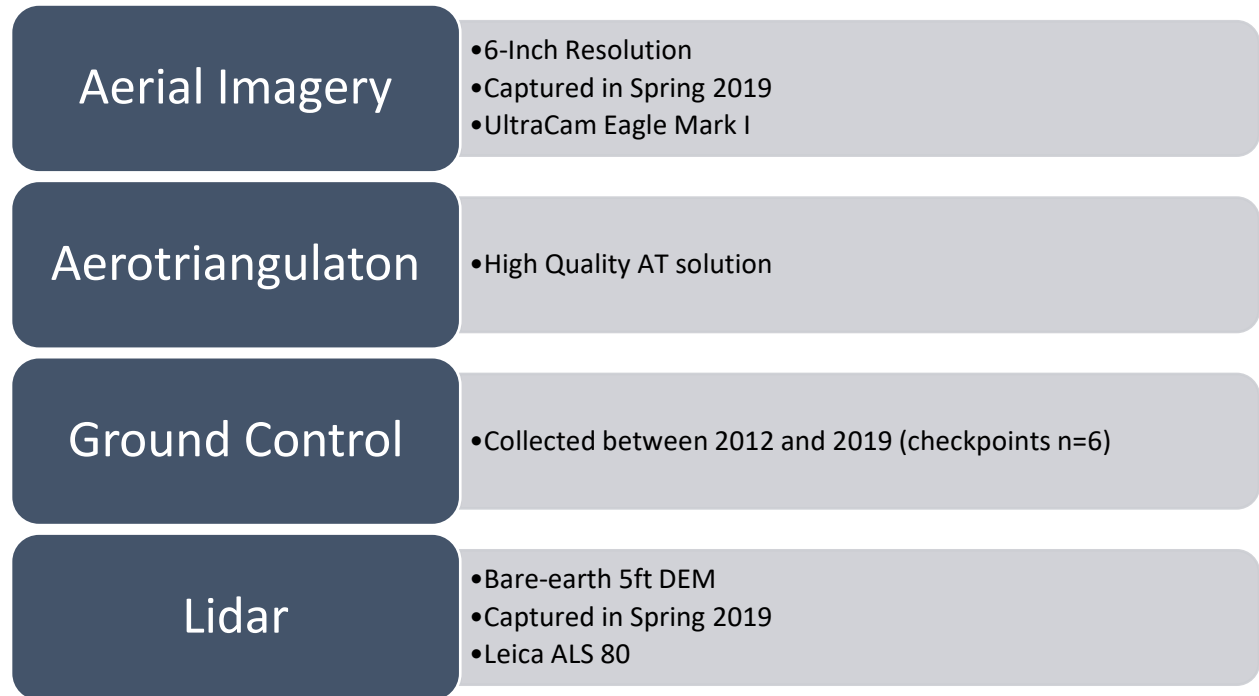 Aerial Imagery
•6-Inch Resolution
•Captured in Spring 2019
•UltraCam Eagle Mark I
Aerotriangulaton
•High Quality AT solution
Ground Control
•Collected between 2012 and 2019 (checkpoints n=6)
Lidar
•Bare-earth 5ft DEM
•Captured in Spring 2019
•Leica ALS 80